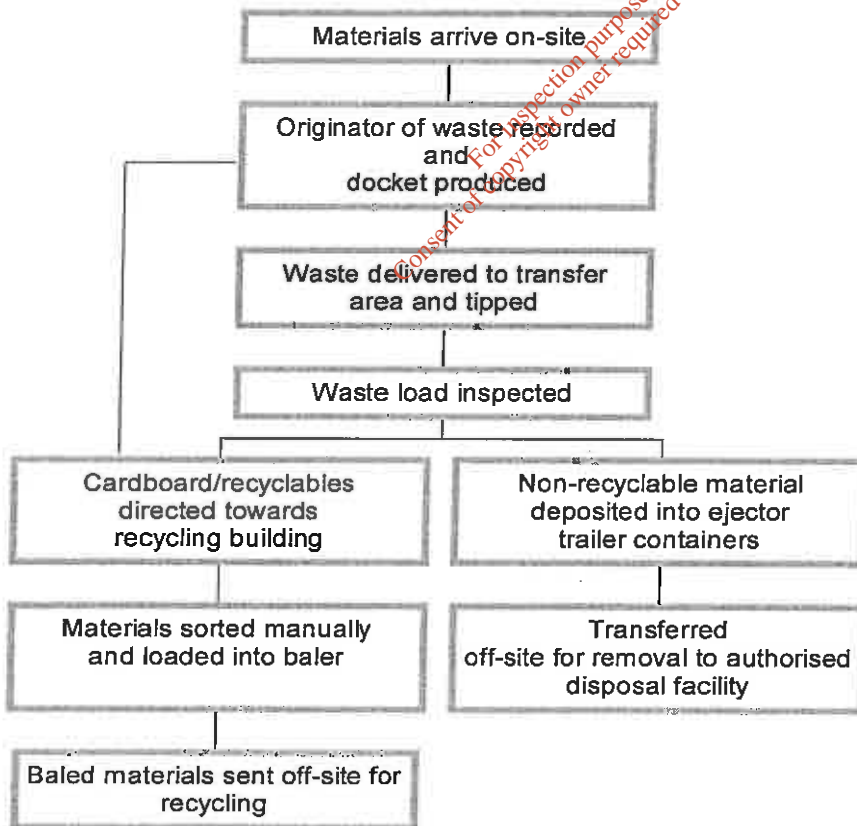 Materials arrive on-site
Originator of waste recorded
and
docket produced
Waste delivered to transfer
area and tipped
Waste load inspected
Cardboard/recyclables
directed towards
recycling building
Non-recyclable material
deposited into ejector
trailer containers
Materials sorted manually
and loaded into baler
Transferred
off-site for removal to authorised
disposal facility
Baled materials sent off-site for
recycling
For inspection purpose
Consent of copyright owner required